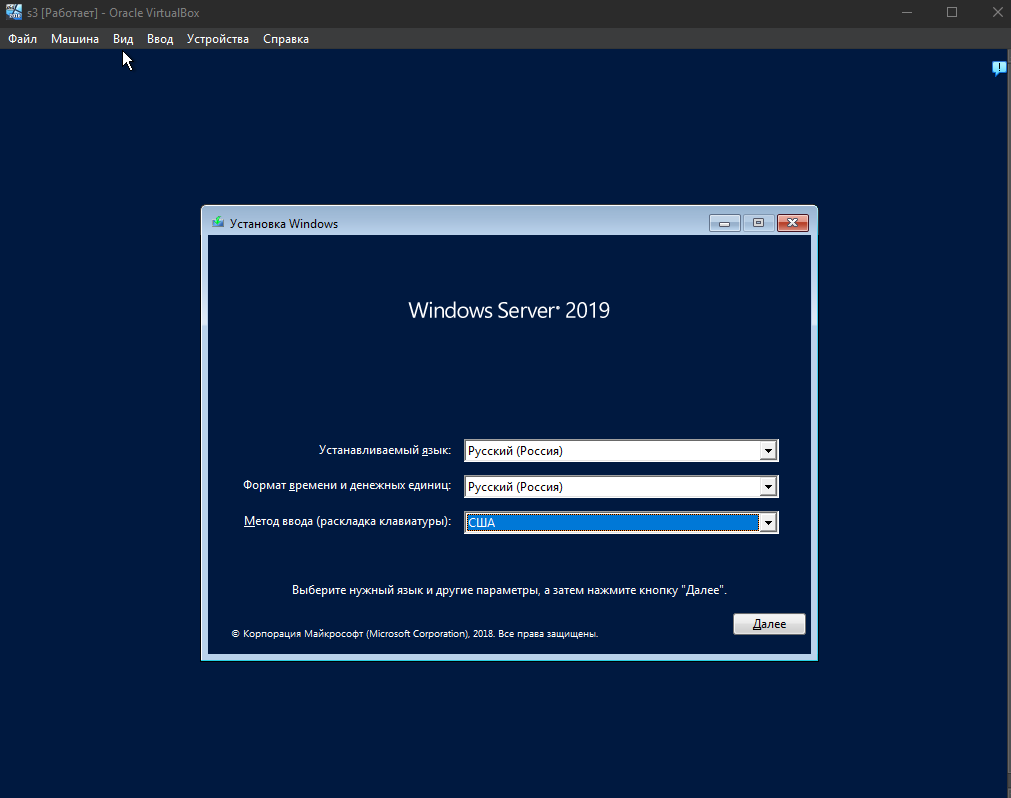 s3 [Работает] - Oracle VirtualBox
Файл Машина Вид Ввод Устройства Справка
Установка Windows
Windows Server® 2019
Устанавливаемый язык: Русский (Россия)
Формат времени и денежных единиц: Русский (Россия)
Метод ввода (раскладка клавиатуры): США
Выберите нужный язык и другие параметры, а затем нажмите кнопку "Далее".
Далее
© Корпорация Майкрософт (Microsoft Corporation), 2018. Все права защищены.